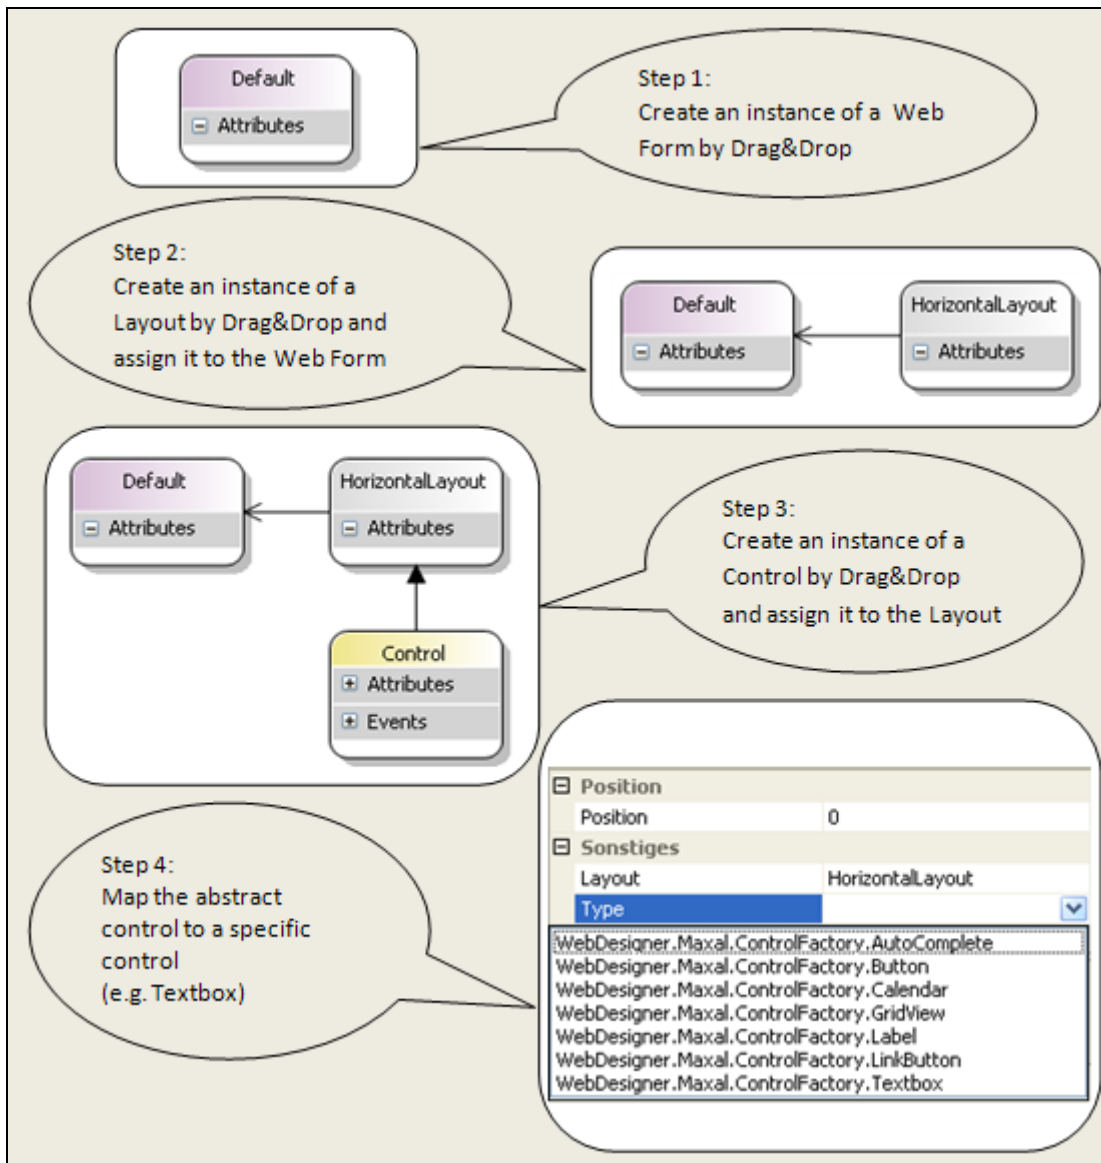 Default
Attributes
Step 1:
Create an instance of a Web
Form by Drag&Drop
Step 2:
Create an instance of a
Layout by Drag&Drop and
assign it to the Web Form
Default
Attributes
HorizontalLayout
Attributes
Default
Attributes
HorizontalLayout
Attributes
Control
Attributes
Events
Step 3:
Create an instance of a
Control by Drag&Drop
and assign it to the Layout
Step 4:
Map the abstract
control to a specific
control
(e.g. Textbox)
Position
Position 0
Sonstiges
Layout HorizontalLayout
Type
WebDesigner.Maxal.ControlFactory.AutoComplete
WebDesigner.Maxal.ControlFactory.Button
WebDesigner.Maxal.ControlFactory.Calendar
WebDesigner.Maxal.ControlFactory.GridView
WebDesigner.Maxal.ControlFactory.Label
WebDesigner.Maxal.ControlFactory.LinkButton
WebDesigner.Maxal.ControlFactory.Textbox